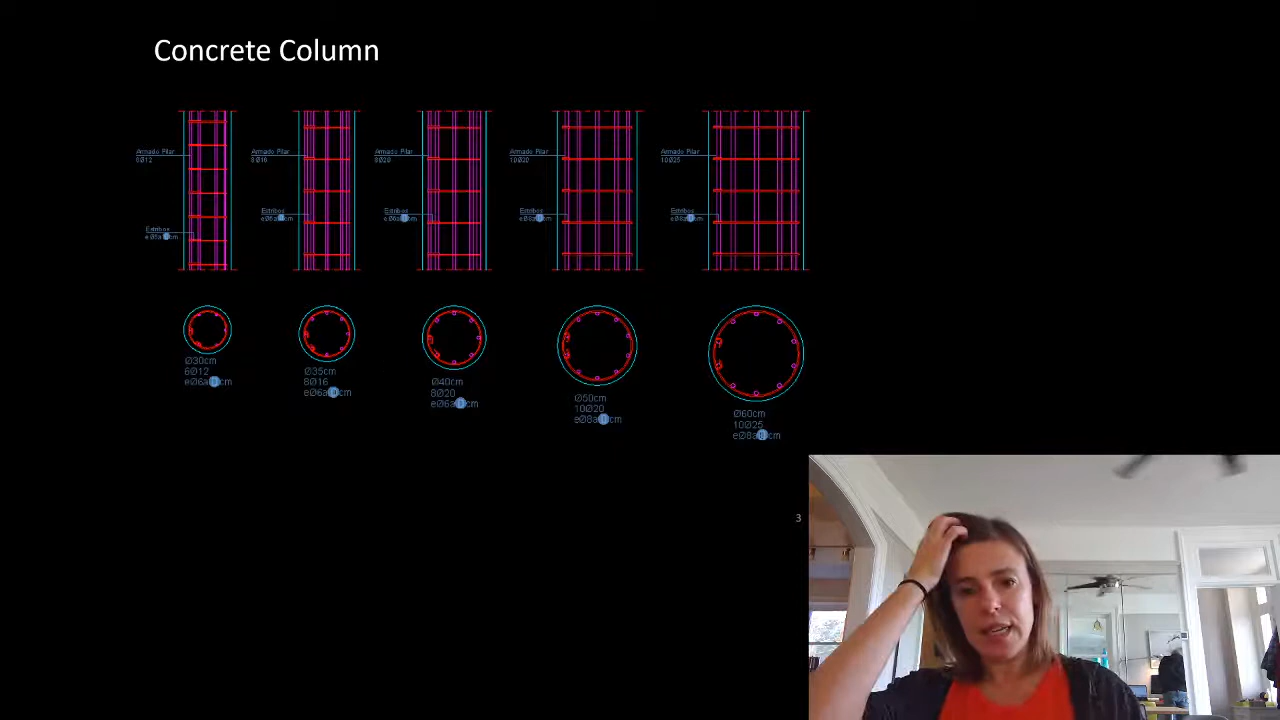 Concrete Column
Armado Pilar
6Ø12
Armado Pilar
8Ø16
Armado Pilar
8Ø20
Armado Pilar
10Ø20
Armado Pilar
10Ø25
Estribos
Estribos
Estribos
Estribos
Estribos
Ø30cm
6Ø12
Ø35cm
8Ø16
Ø40cm
8Ø20
Ø50cm
10Ø20
Ø60cm
10Ø25
3